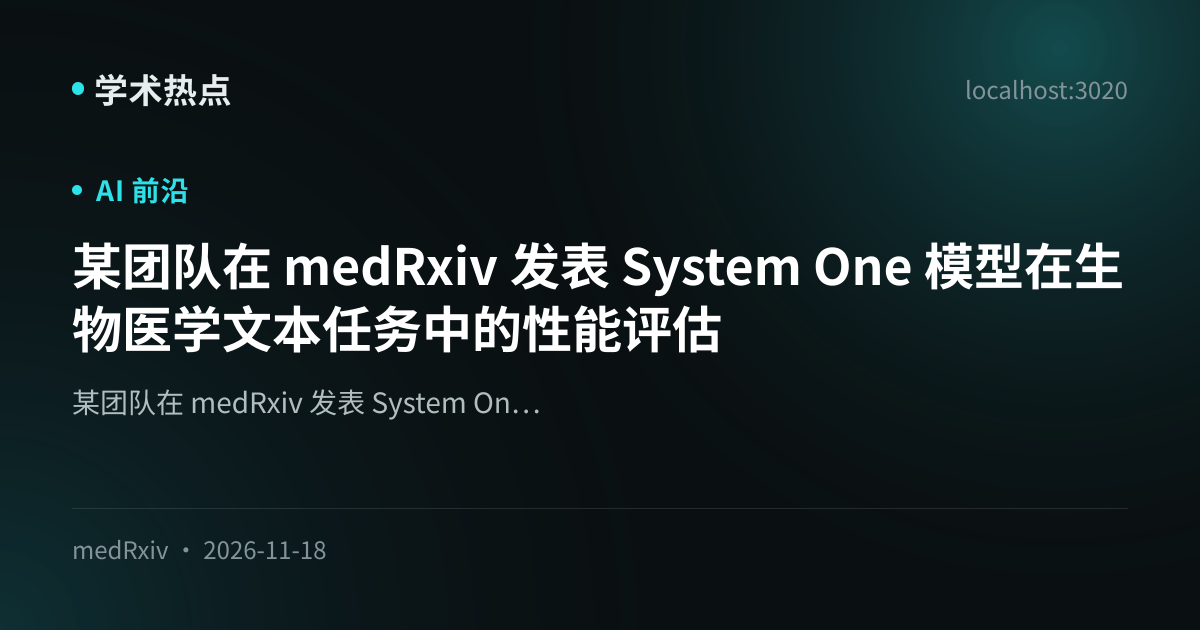 学术热点
localhost:3020
AI 前沿
某团队在 medRxiv 发表 System One 模型在生
物医学文本任务中的性能评估
某团队在 medRxiv 发表 System On…
medRxiv · 2026-11-18